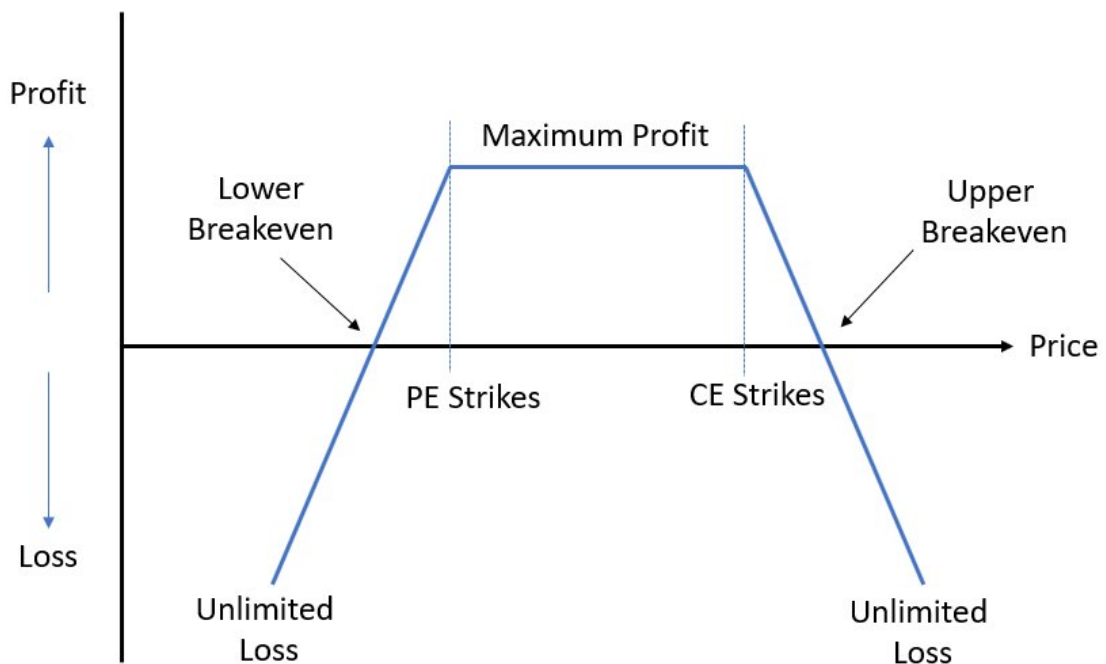 Profit
Maximum Profit
Lower
Breakeven
Upper
Breakeven
Price
PE Strikes
CE Strikes
Loss
Unlimited
Loss
Unlimited
Loss